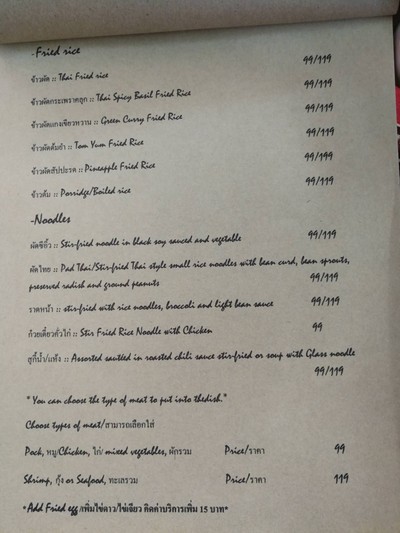 -Fried rice
ข้าวผัด :: Thai Fried rice 99/119
ข้าวผัดกระเพราคลุก :: Thai Spicy Basil Fried Rice 99/119
ข้าวผัดแกงเขียวหวาน :: Green Curry Fried Rice 99/119
ข้าวผัดต้มยำ :: Tom Yum Fried Rice 99/119
ข้าวผัดสัปปะรด :: Pineapple Fried Rice 99/199
ข้าวต้ม :: Porridge/Boiled rice 99/119
-Noodles
ผัดซีอิ้ว :: Stir-fried noodle in black soy sauced and vegetable 99/119
ผัดไทย :: Pad Thai/Stirfried Thai style small rice noodles with bean curd, bean sprouts,
preserved radish and ground peanuts 99/119
ราดหน้า :: stir-fried with rice noodles, broccoli and light bean sauce 99/119
ก๋วยเตี๋ยวคั่วไก่ :: Stir Fried Rice Noodle with Chicken 99
สุกี้น้ำ/แห้ง :: Assorted sautéed in roasted chili sauce stir-fried or soup with Glass noodle
99/119
" You can choose the type of meat to put into thedish."
Choose types of meat/สามารถเลือกใส่
Pock, หมู/Chicken, ไก่/ mixed vegetables, ผักรวม Price/ราคา 99
Shrimp, กุ้ง or Seafood, ทะเลรวม Price/ราคา 119
*Add Fried egg /เพิ่มไข่ดาว/ไข่เจียว คิดค่าบริการเพิ่ม 15 บาท*